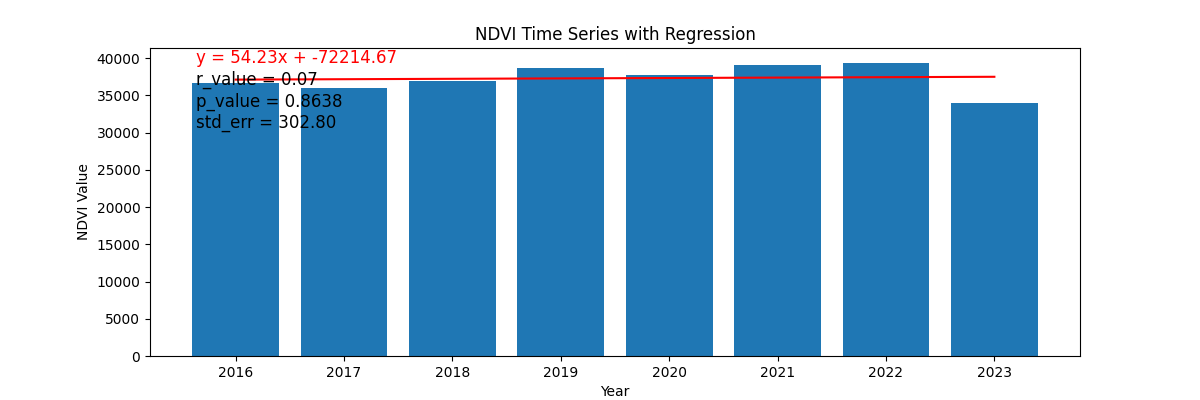 NDVI Time Series with Regression
y = 54.23x + -72214.67
r_value = 0.07
p_value = 0.8638
std_err = 302.80
NDVI Value
40000
35000
30000
25000
20000
15000
10000
5000
0
2016 2017 2018 2019 2020 2021 2022 2023
Year